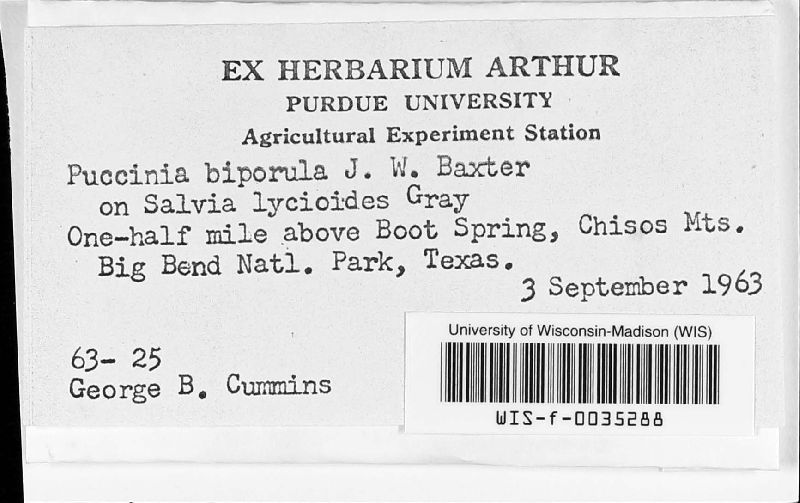 EX HERBARIUM ARTHUR
PURDUE UNIVERSITY
Agricultural Experiment Station
Puccinia biporula J. W. Baxter
on Salvia lycioides Gray
One-half mile above Boot Spring, Chisos Mts.
Big Bend Natl. Park, Texas.
3 September 1963
63- 25
George B. Cummins
University of Wisconsin-Madison (WIS)
WIS-f-0035288